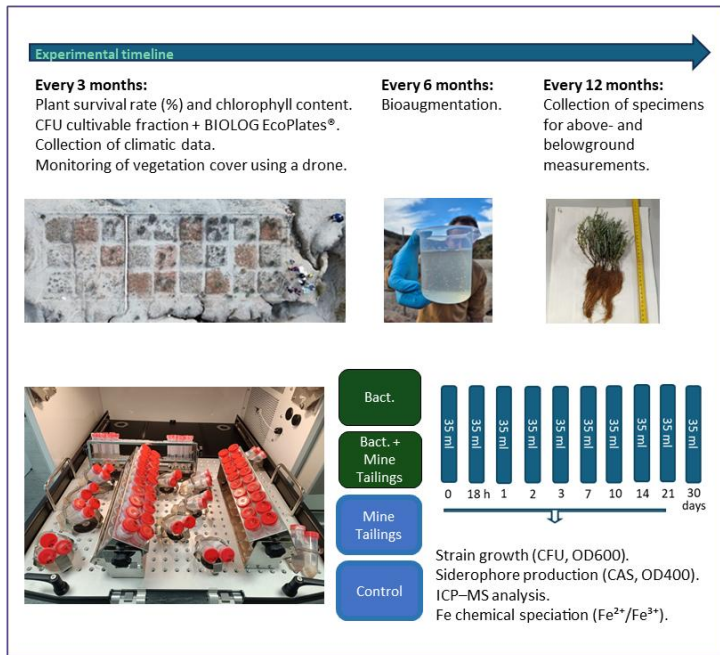 Experimental timeline
Every 3 months:
Plant survival rate (%) and chlorophyll content.
CFU cultivable fraction + BIOLOG EcoPlates®.
Collection of climatic data.
Monitoring of vegetation cover using a drone.
Every 6 months:
Bioaugmentation.
Every 12 months:
Collection of specimens
for above- and
belowground
measurements.
Bact.
Bact. +
Mine
Tailings
Mine
Tailings
Control
35 ml
35 ml
35 ml
35 ml
35 ml
35 ml
35 ml
35 ml
35 ml
35 ml
0 18 h 1 2 3 7 10 14 21 30
days
Strain growth (CFU, OD600).
Siderophore production (CAS, OD400).
ICP–MS analysis.
Fe chemical speciation (Fe²⁺/Fe³⁺).